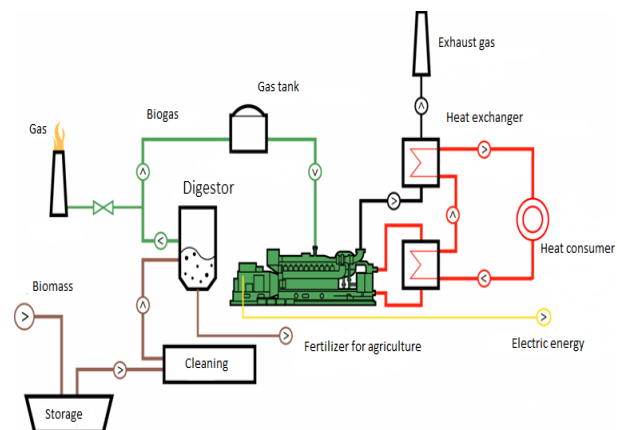 Exhaust gas
Gas tank
Biogas
Heat exchanger
Gas
Digestor
Heat consumer
Biomass
Electric energy
Fertilizer for agriculture
Cleaning
Storage